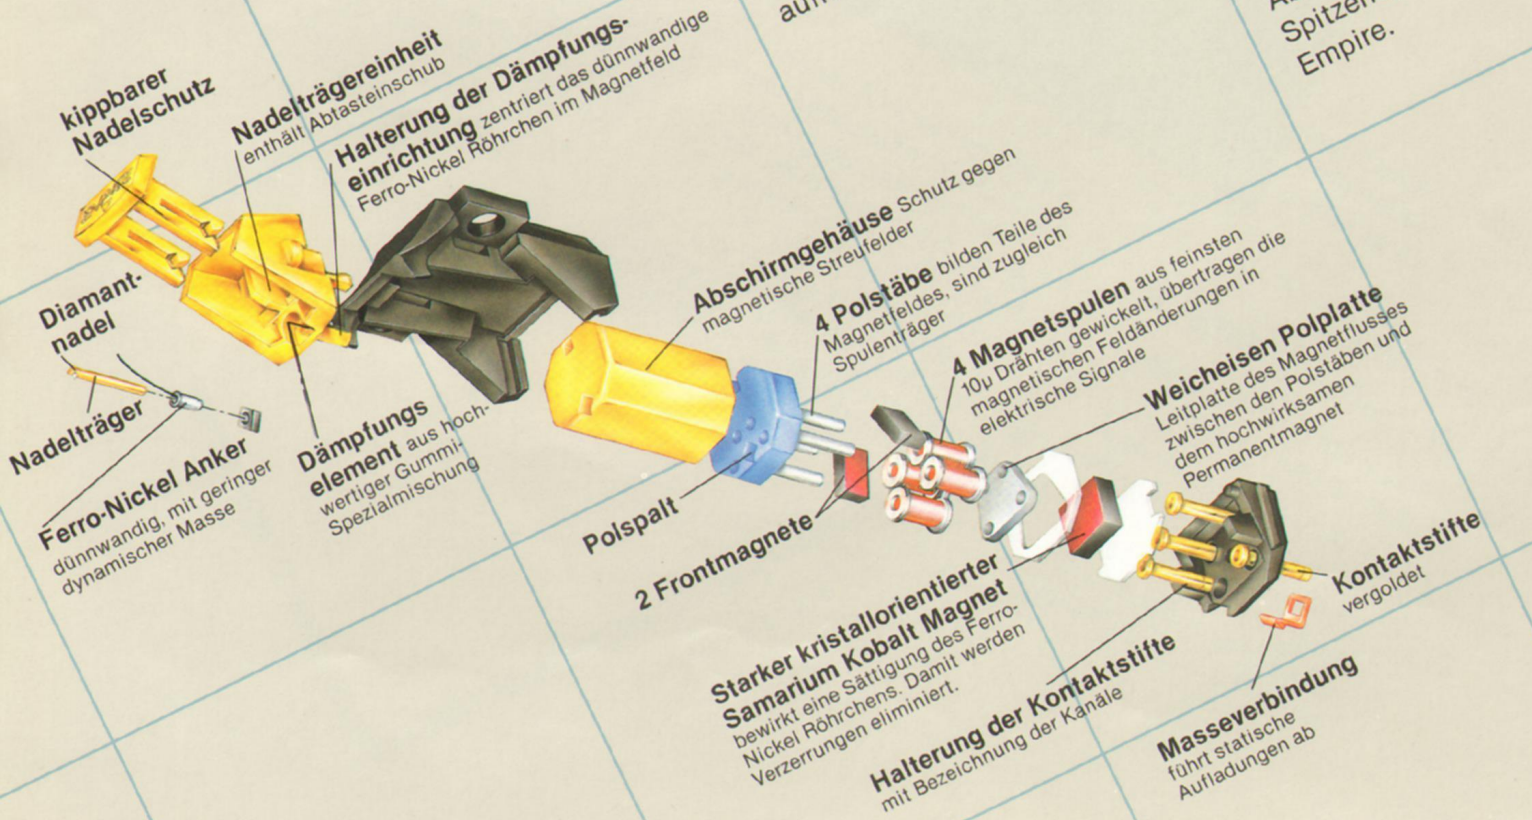 kippbarer
Nadelschutz
Nadelträgereinheit
enthält Abtasteinschub
Halterung der Dämpfungs-
einrichtung zentriert das dünnwandige
Ferro-Nickel Röhrchen im Magnetfeld
Spitzen
Empire.
Diamant-
nadel
Nadelträger
Ferro-Nickel Anker
dünnwandig, mit geringer
dynamischer Masse
Dämpfungs
element aus hoch-
wertiger Gummi-
Spezialmischung
Abschirmgehäuse Schutz gegen
magnetische Streufelder
4 Polstäbe bilden Teile des
Magnetfeldes, sind zugleich
Spulenträger
4 Magnetspulen aus feinsten
10µ Drähten gewickelt, übertragen die
magnetischen Feldänderungen in
elektrische Signale
Weicheisen Polplatte
Leitplatte des Magnetflusses
zwischen den Polstäben und
dem hochwirksamen
Permanentmagnet
Polspalt
2 Frontmagnete
Starker kristallorientierter
Samarium Kobalt Magnet
bewirkt eine Sättigung des Ferro-
Nickel Röhrchens. Damit werden
Verzerrungen eliminiert.
Halterung der Kontaktstifte
mit Bezeichnung der Kanäle
Kontaktstifte
vergoldet
Masseverbindung
führt statische
Aufladungen ab